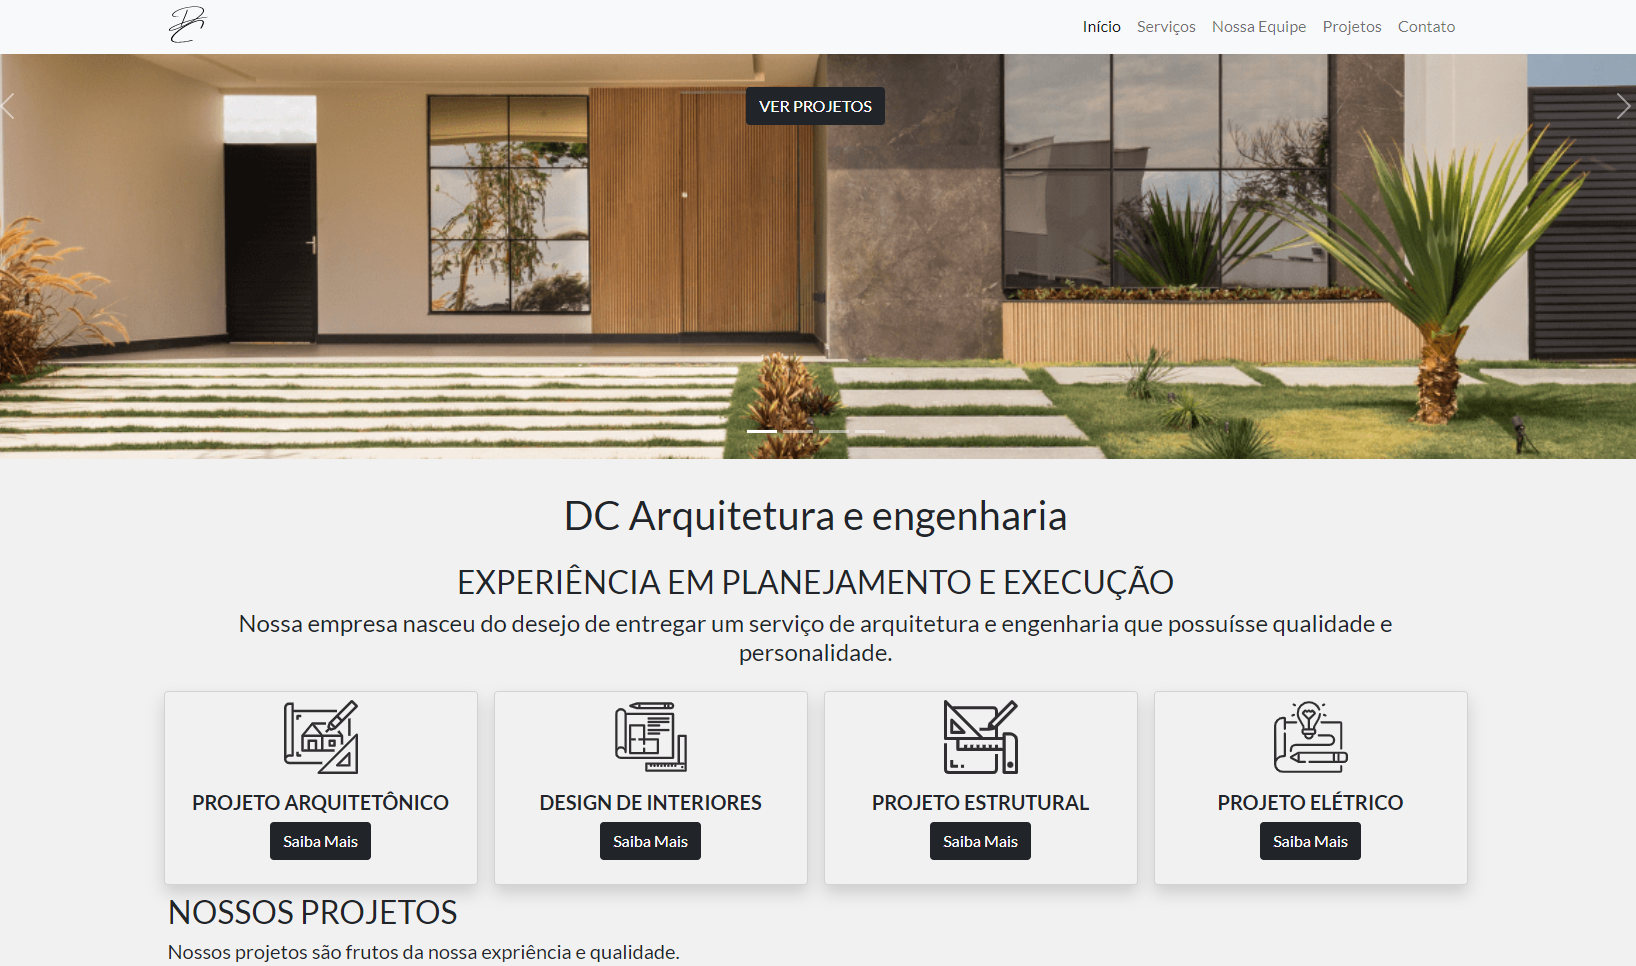 DC
Início Serviços Nossa Equipe Projetos Contato
VER PROJETOS
DC Arquitetura e engenharia
EXPERIÊNCIA EM PLANEJAMENTO E EXECUÇÃO
Nossa empresa nasceu do desejo de entregar um serviço de arquitetura e engenharia que possuísse qualidade e
personalidade.
PROJETO ARQUITETÔNICO
Saiba Mais
DESIGN DE INTERIORES
Saiba Mais
PROJETO ESTRUTURAL
Saiba Mais
PROJETO ELÉTRICO
Saiba Mais
NOSSOS PROJETOS
Nossos projetos são frutos da nossa expriência e qualidade.